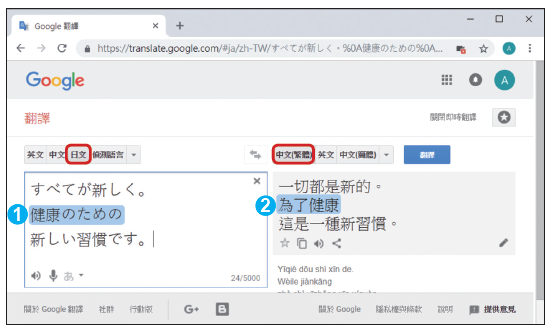 Google 翻譯
https://translate.google.com/#ja/zh-TW/すべてが新しく。%0A健康のための%0A...
A
Google
A
翻譯
關閉即時翻譯
英文 中文 日文 偵測語言
中文(繁體) 英文 中文(簡體)
翻譯
すべてが新しく。
1 健康のための
新しい習慣です。
あ
24/5000
一切都是新的。
2 為了健康
這是一種新習慣。
Yīqiè dōu shì xīn de.
Wèile jiànkāng
關於 Google 翻譯 社群 行動版 G+ B 關於 Google 隱私權與條款 說明 提供意見